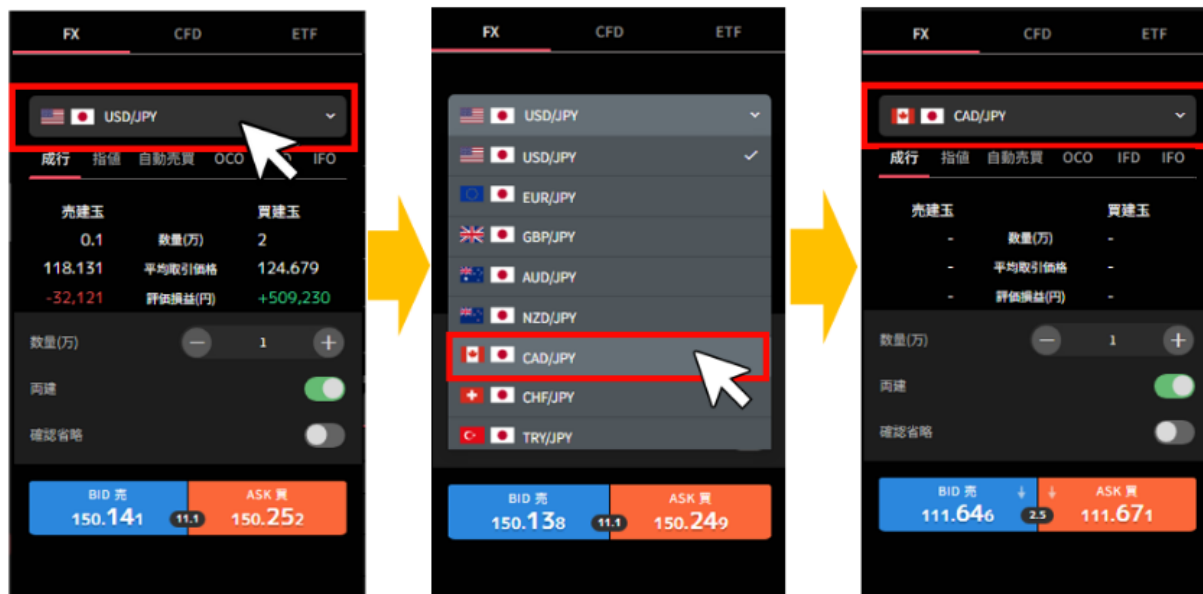 FX CFD ETF
USD/JPY
成行 指値 自動売買 OCO IFO
売建玉 買建玉
0.1 数量(万) 2
118.131 平均取引価格 124.679
-32,121 評価損益(円) +509,230
数量(万) 1
両建
確認省略
BID 売 ASK 買
150.141 11.1 150.252
FX CFD ETF
USD/JPY
USD/JPY
EUR/JPY
GBP/JPY
AUD/JPY
NZD/JPY
CAD/JPY
CHF/JPY
TRY/JPY
BID 売 ASK 買
150.138 11.1 150.249
FX CFD ETF
CAD/JPY
成行 指値 自動売買 OCO IFD IFO
売建玉 買建玉
- 数量(万) -
- 平均取引価格 -
- 評価損益(円) -
数量(万) 1
両建
確認省略
BID 売 ASK 買
111.646 2.5 111.671